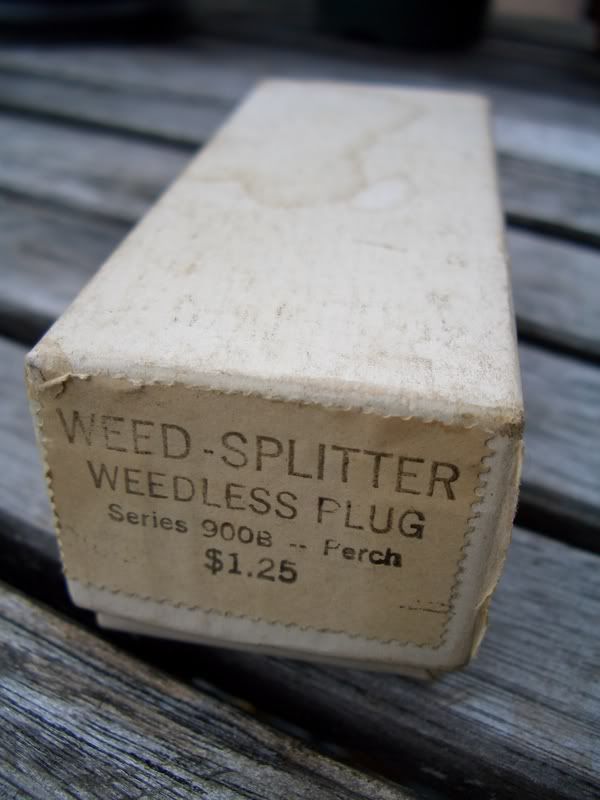 WEED-SPLITTER
WEEDLESS PLUG
Series 900B -- Perch
$1.25